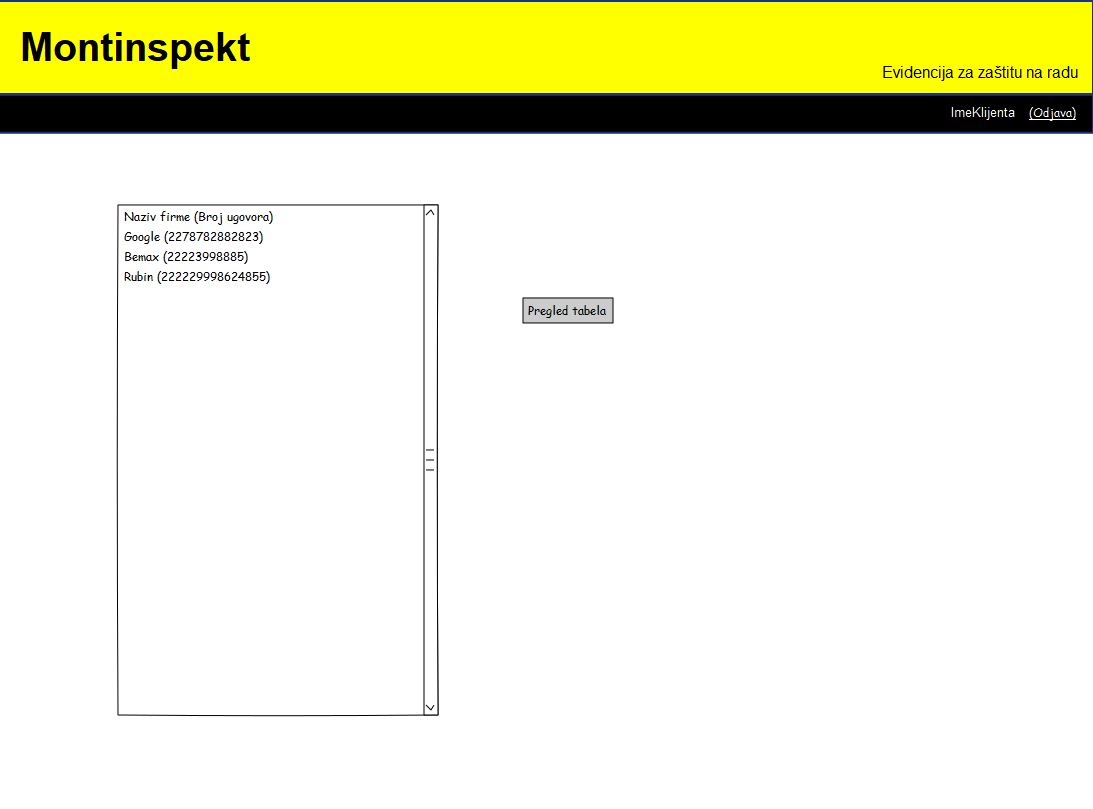 Montinspekt
Evidencija za zaštitu na radu
ImeKlijenta (Odjava)
Naziv firme (Broj ugovora)
Google (2278782882823)
Bemax (22223998885)
Rubin (222229998624855)
Pregled tabela